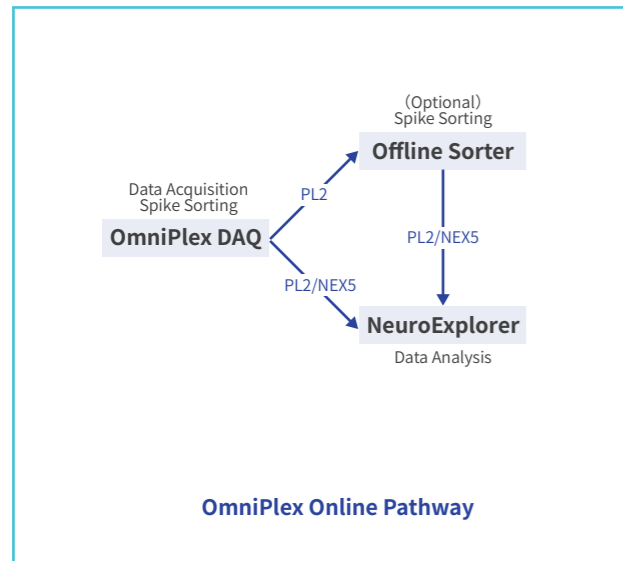 （Optional）
Spike Sorting
Offline Sorter
PL2
Data Acquisition
Spike Sorting
OmniPlex DAQ
PL2/NEX5
PL2/NEX5
NeuroExplorer
Data Analysis
OmniPlex Online Pathway